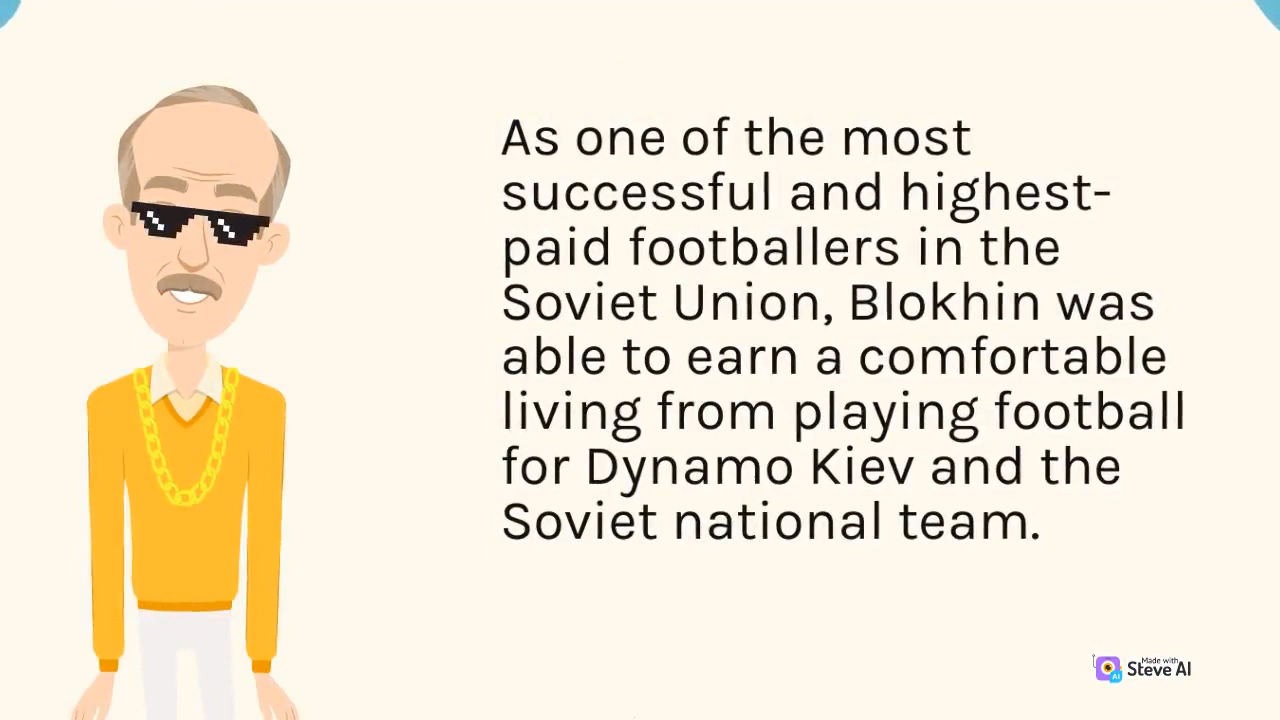 As one of the most
successful and highest-
paid footballers in the
Soviet Union, Blokhin was
able to earn a comfortable
living from playing football
for Dynamo Kiev and the
Soviet national team.
Made with
Steve AI
AI